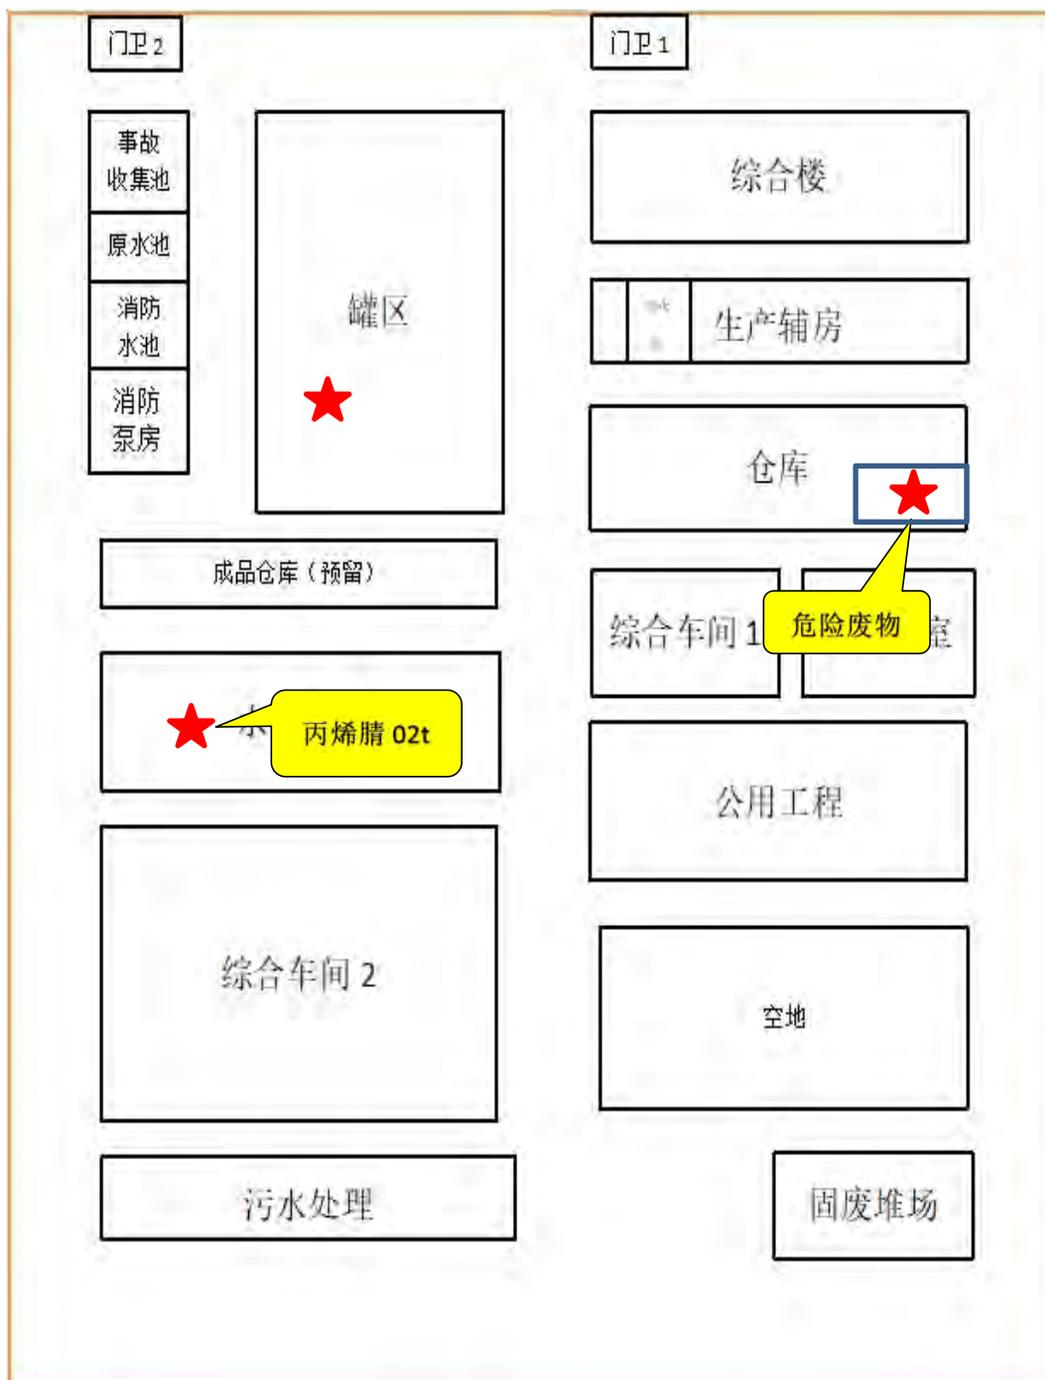 门卫 2
门卫 1
事故
收集池
原水池
消防
水池
消防
泵房
罐区
综合楼
生产辅房
仓库
成品仓库（预留）
综合车间 1
危险废物
室
水
丙烯腈 02t
公用工程
综合车间 2
空地
污水处理
固废堆场